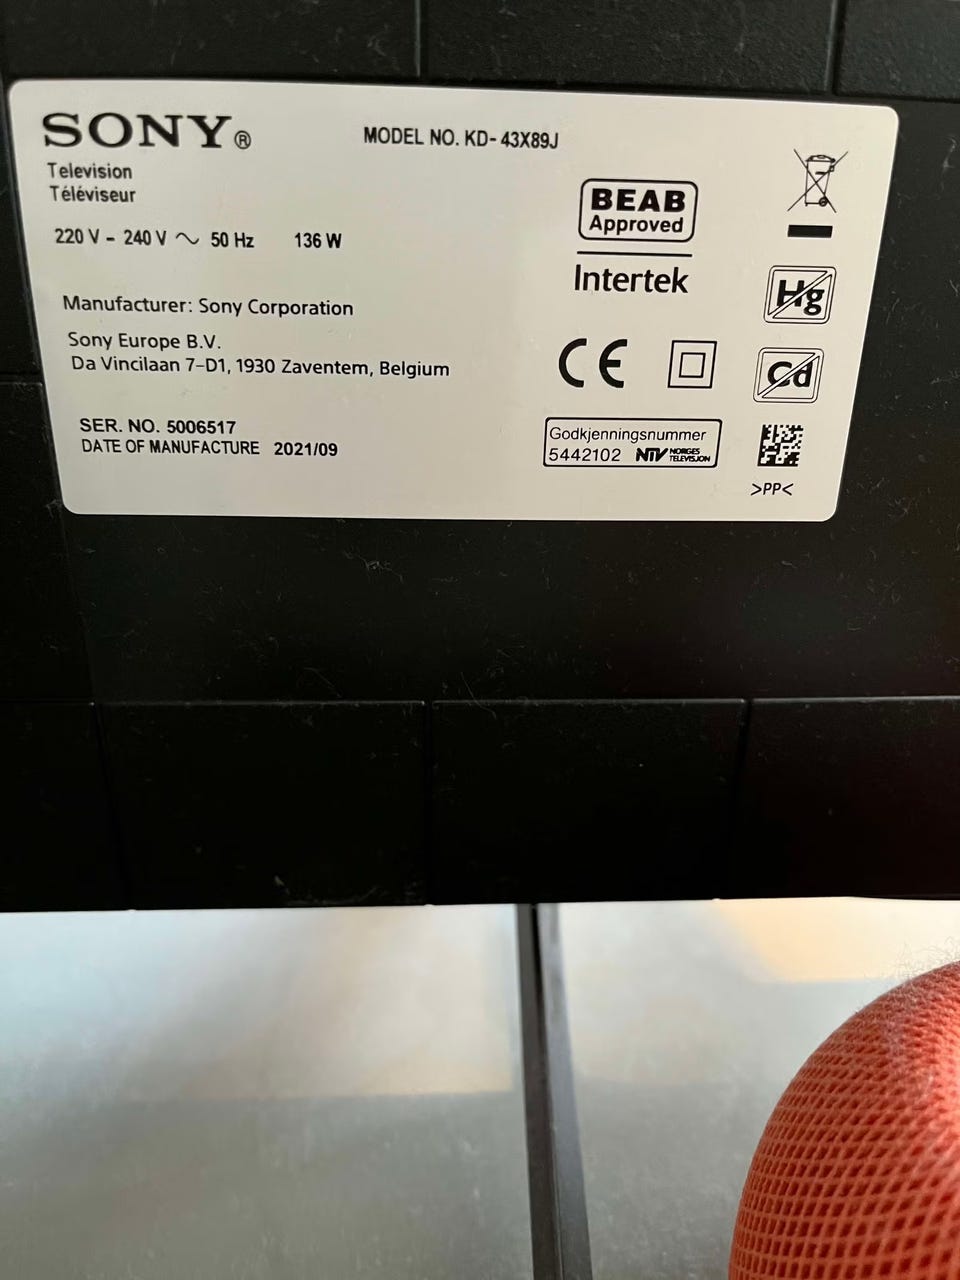 SONY®
MODEL NO. KD-43X89J
Television
Téléviseur
220 V - 240 V ~ 50 Hz 136 W
BEAB
Approved
Intertek
Manufacturer: Sony Corporation
Sony Europe B.V.
Da Vincilaan 7-D1, 1930 Zaventem, Belgium
CE
Hg
Cd
SER. NO. 5006517
DATE OF MANUFACTURE 2021/09
Godkjenningsnummer
5442102 NTV NORGES TELEVISJON
>PP<